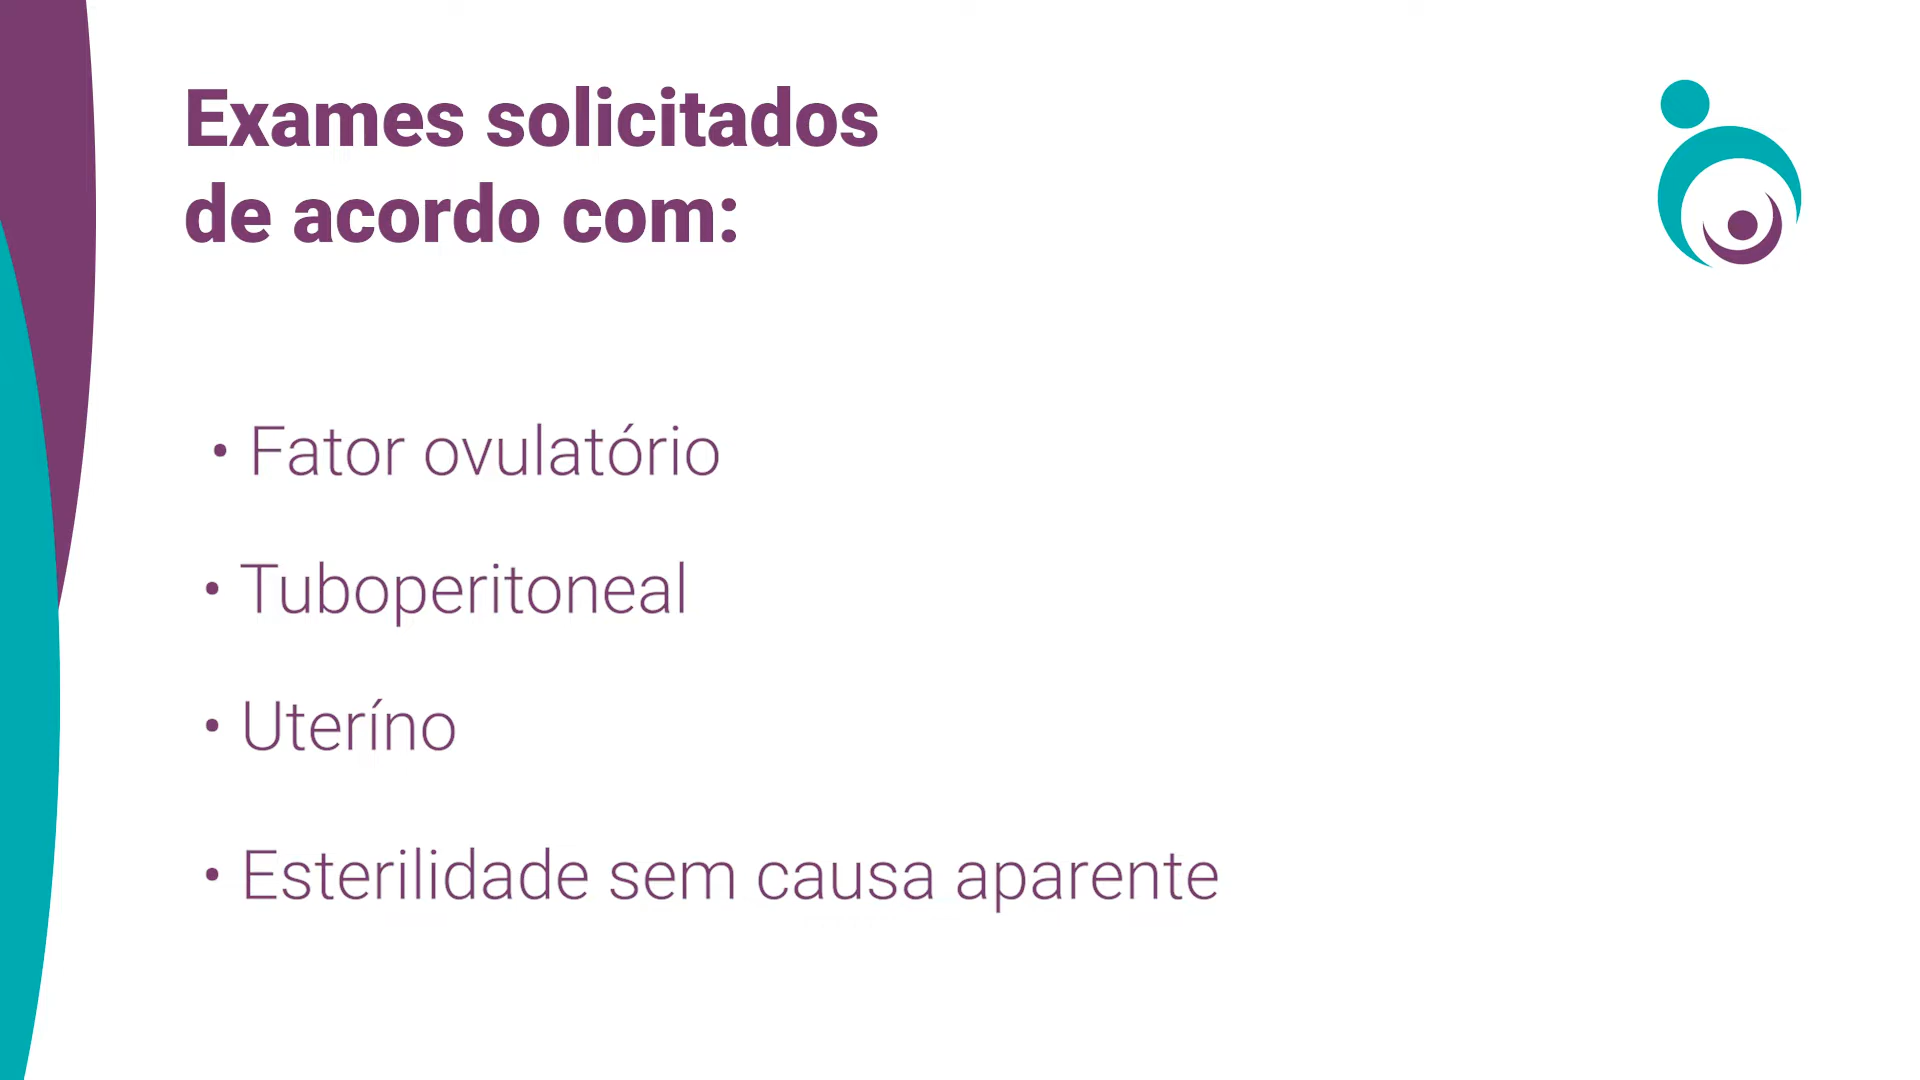 Exames solicitados
de acordo com:
• Fator ovulatório
• Tuboperitoneal
• Uteríno
• Esterilidade sem causa aparente